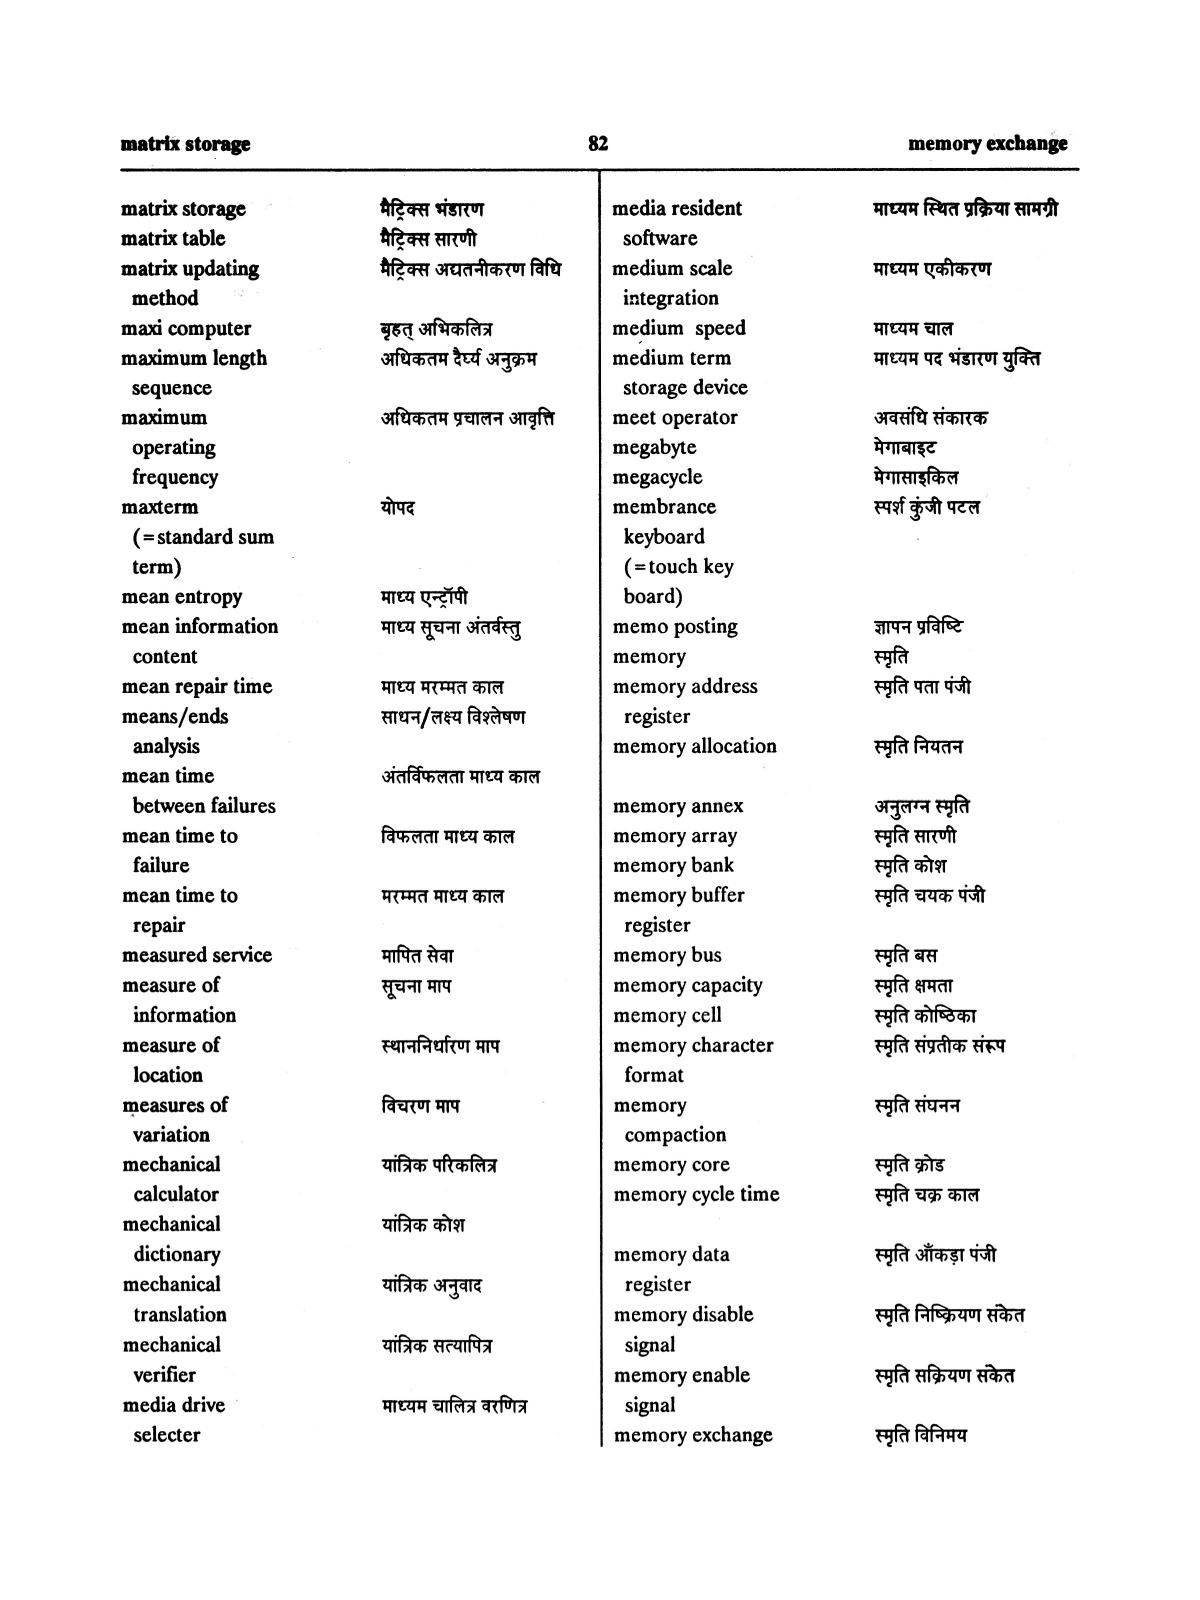 matrix storage 82 memory exchange
matrix storage मैट्रिक्स भंडारण
matrix table मैट्रिक्स सारणी
matrix updating मैट्रिक्स अद्यतनीकरण विधि
method
maxi computer बृहत् अभिकलित्र
maximum length अधिकतम दैर्घ्य अनुक्रम
sequence
maximum अधिकतम प्रचालन आवृत्ति
operating
frequency
maxterm योपद
(=standard sum
term)
mean entropy माध्य एन्ट्रॉपी
mean information माध्य सूचना अंतर्वस्तु
content
mean repair time माध्य मरम्मत काल
means/ends साधन/लक्ष्य विश्लेषण
analysis
mean time अंतर्विफलता माध्य काल
between failures
mean time to विफलता माध्य काल
failure
mean time to मरम्मत माध्य काल
repair
measured service मापित सेवा
measure of सूचना माप
information
measure of स्थाननिर्धारण माप
location
measures of विचरण माप
variation
mechanical यांत्रिक परिकलित्र
calculator
mechanical यांत्रिक कोश
dictionary
mechanical यांत्रिक अनुवाद
translation
mechanical यांत्रिक सत्यापित्र
verifier
media drive माध्यम चालित्र वरणित्र
selecter
media resident माध्यम स्थित प्रक्रिया सामग्री
software
medium scale माध्यम एकीकरण
integration
medium speed माध्यम चाल
medium term माध्यम पद भंडारण युक्ति
storage device
meet operator अवसंधि संकारक
megabyte मेगाबाइट
megacycle मेगासाइकिल
membrance स्पर्श कुंजी पटल
keyboard
(=touch key
board)
memo posting ज्ञापन प्रविष्टि
memory स्मृति
memory address स्मृति पता पंजी
register
memory allocation स्मृति नियतन
memory annex अनुलग्न स्मृति
memory array स्मृति सारणी
memory bank स्मृति कोश
memory buffer स्मृति चयक पंजी
register
memory bus स्मृति बस
memory capacity स्मृति क्षमता
memory cell स्मृति कोष्ठिका
memory character स्मृति संप्रतीक संरूप
format
memory स्मृति संघनन
compaction
memory core स्मृति क्रोड
memory cycle time स्मृति चक्र काल
memory data स्मृति आँकड़ा पंजी
register
memory disable स्मृति निष्क्रियण संकेत
signal
memory enable स्मृति सक्रियण संकेत
signal
memory exchange स्मृति विनिमय